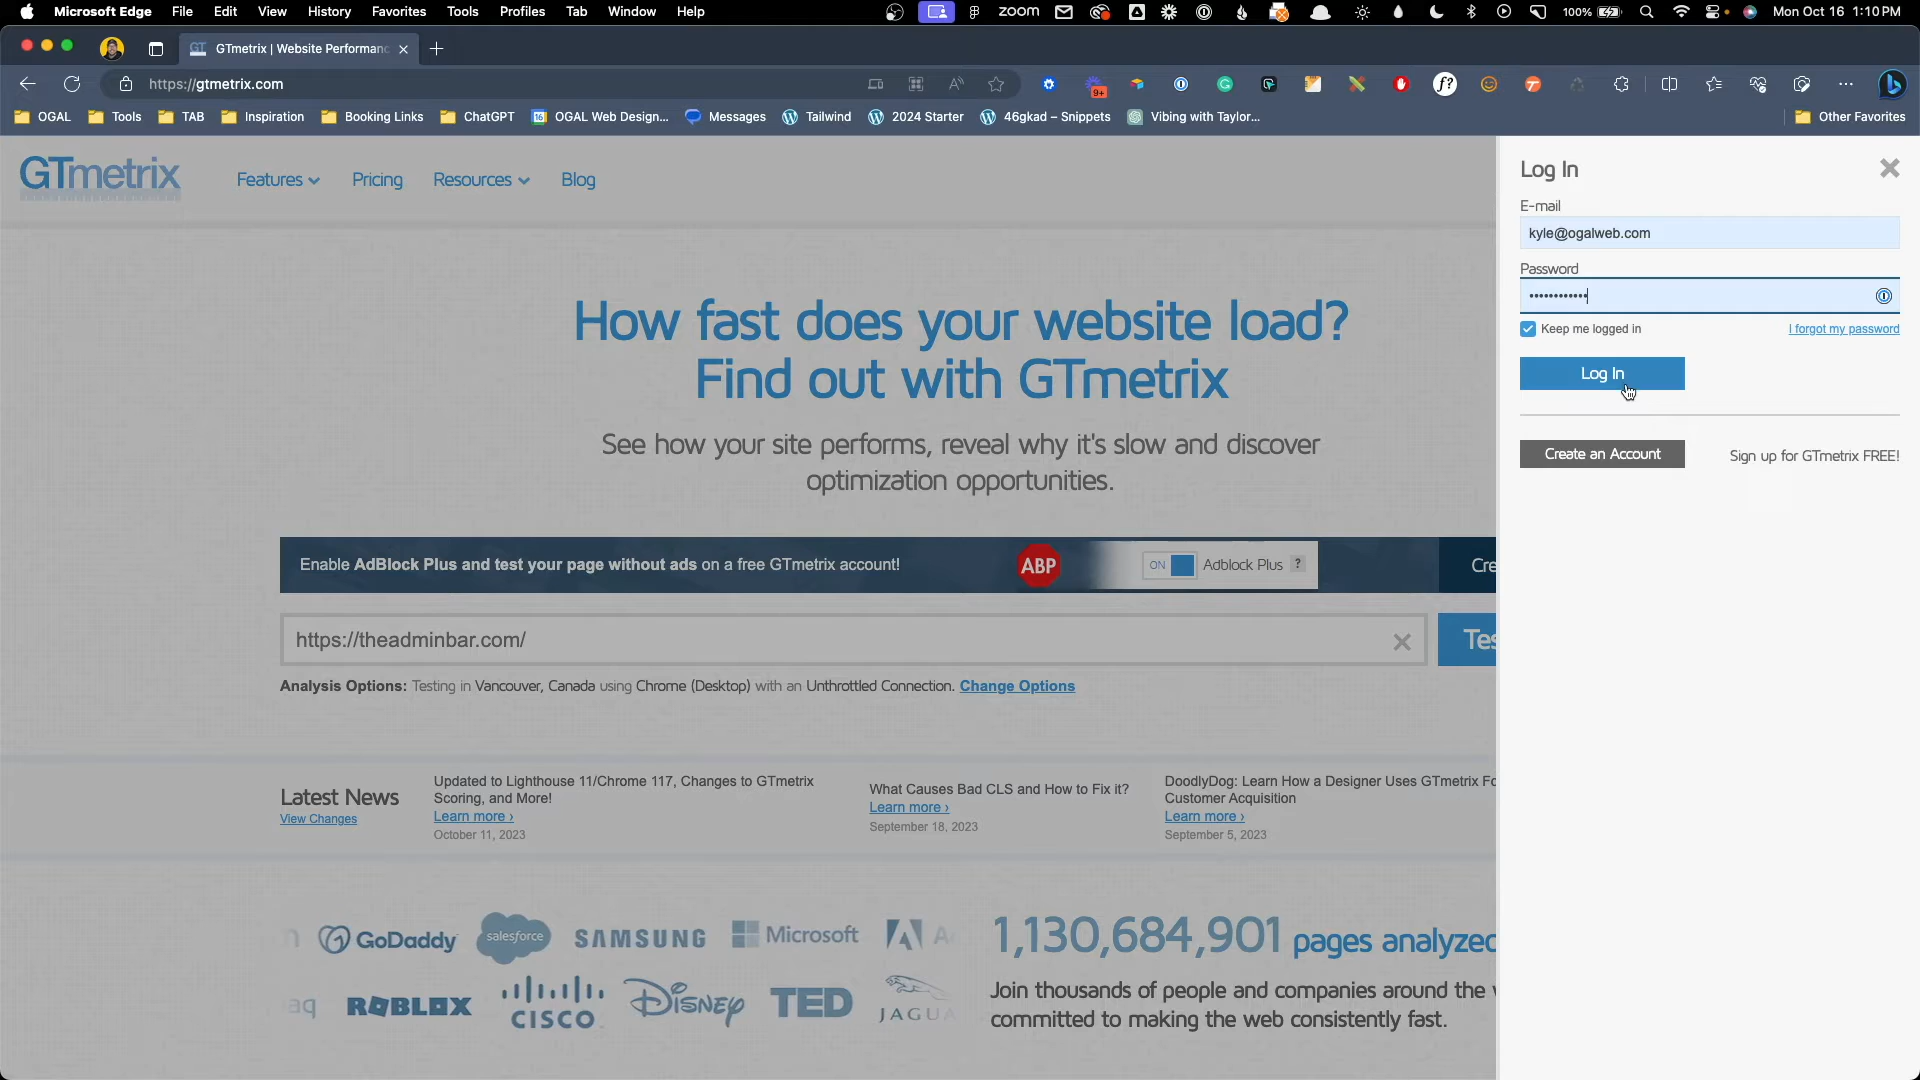 Microsoft Edge File Edit View History Favorites Tools Profiles Tab Window Help zoom 100% Mon Oct 16 1:10 PM
GT GTmetrix | Website Performanc
https://gtmetrix.com 9+ f?
OGAL Tools TAB Inspiration Booking Links ChatGPT 16 OGAL Web Design... Messages Tailwind 2024 Starter 46gkad – Snippets Vibing with Taylor... Other Favorites
GTmetrix Features Pricing Resources Blog
Log In
E-mail
kyle@ogalweb.com
Password
••••••••••••
Keep me logged in I forgot my password
Log In
Create an Account Sign up for GTmetrix FREE!
How fast does your website load?
Find out with GTmetrix
See how your site performs, reveal why it's slow and discover
optimization opportunities.
Enable AdBlock Plus and test your page without ads on a free GTmetrix account! ABP ON Adblock Plus ? Cre
https://theadminbar.com/ Tes
Analysis Options: Testing in Vancouver, Canada using Chrome (Desktop) with an Unthrottled Connection. Change Options
Latest News
View Changes
Updated to Lighthouse 11/Chrome 117, Changes to GTmetrix
Scoring, and More!
Learn more ›
October 11, 2023
What Causes Bad CLS and How to Fix it?
Learn more ›
September 18, 2023
DoodlyDog: Learn How a Designer Uses GTmetrix Fo
Customer Acquisition
Learn more ›
September 5, 2023
GoDaddy salesforce SAMSUNG Microsoft A
aq ROBLOX CISCO Disney TED JAGUA
1,130,684,901 pages analyzed
Join thousands of people and companies around the
committed to making the web consistently fast.